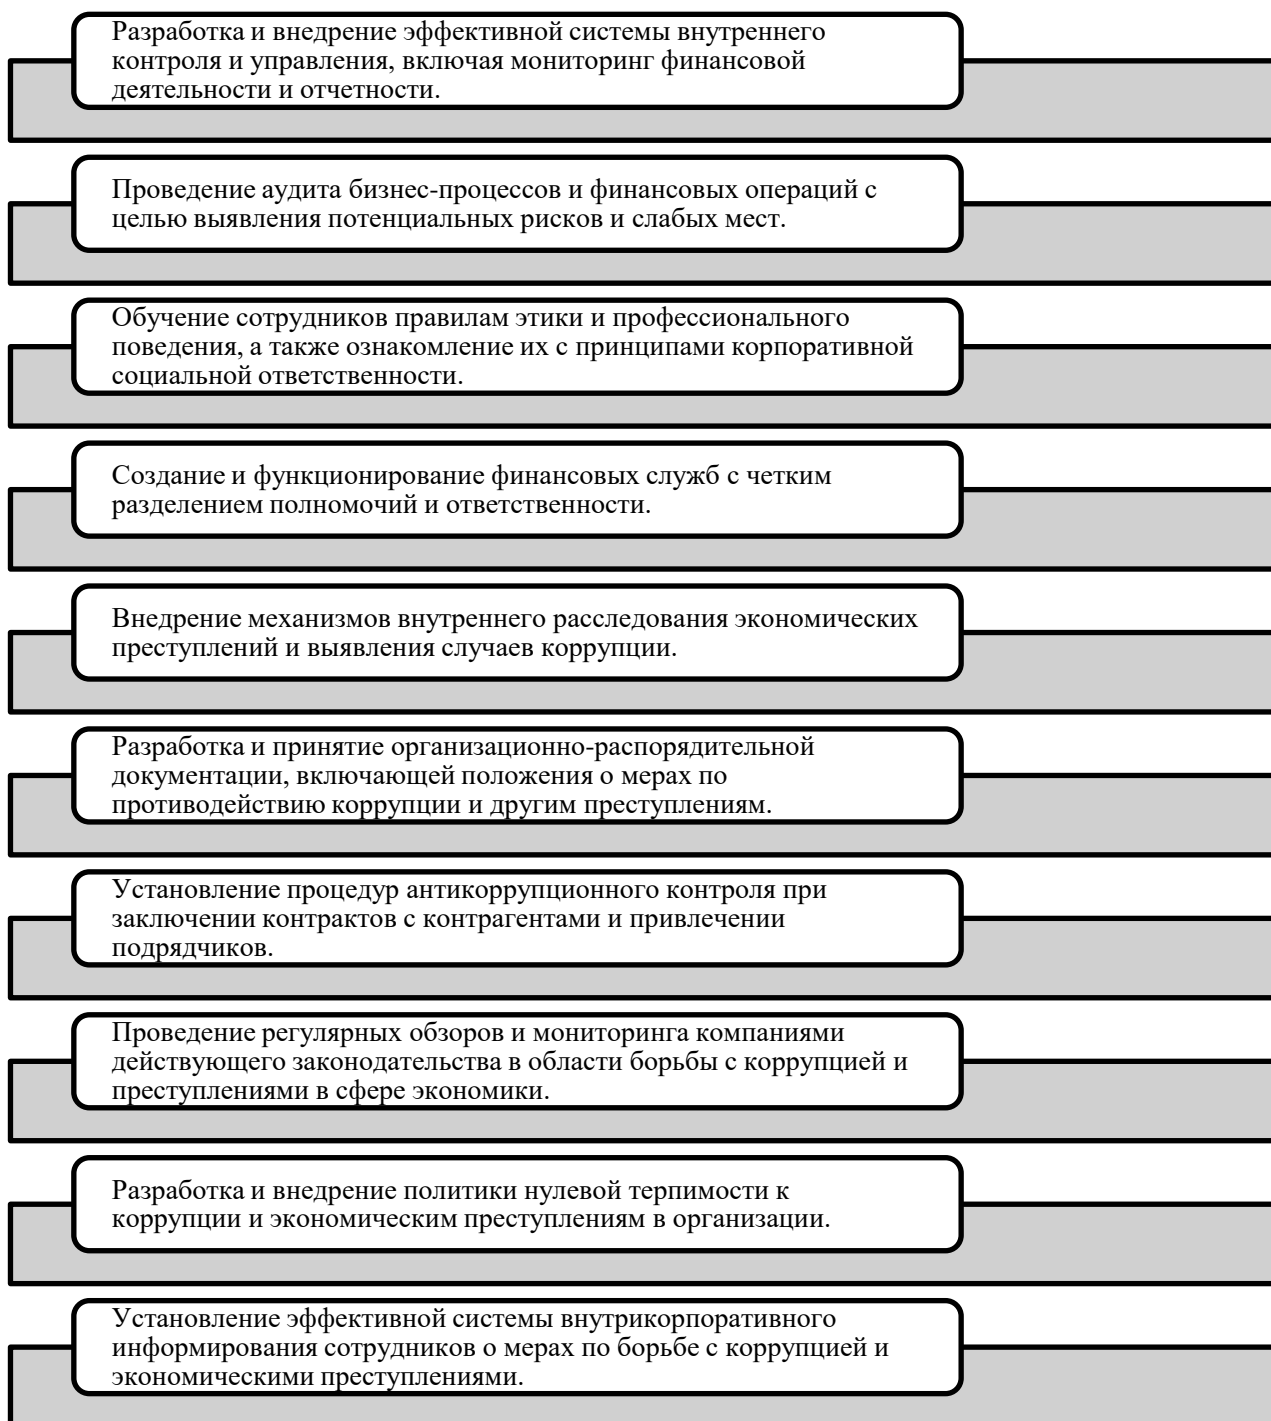 Разработка и внедрение эффективной системы внутреннего
контроля и управления, включая мониторинг финансовой
деятельности и отчетности.
Проведение аудита бизнес-процессов и финансовых операций с
целью выявления потенциальных рисков и слабых мест.
Обучение сотрудников правилам этики и профессионального
поведения, а также ознакомление их с принципами корпоративной
социальной ответственности.
Создание и функционирование финансовых служб с четким
разделением полномочий и ответственности.
Внедрение механизмов внутреннего расследования экономических
преступлений и выявления случаев коррупции.
Разработка и принятие организационно-распорядительной
документации, включающей положения о мерах по
противодействию коррупции и другим преступлениям.
Установление процедур антикоррупционного контроля при
заключении контрактов с контрагентами и привлечении
подрядчиков.
Проведение регулярных обзоров и мониторинга компаниями
действующего законодательства в области борьбы с коррупцией и
преступлениями в сфере экономики.
Разработка и внедрение политики нулевой терпимости к
коррупции и экономическим преступлениям в организации.
Установление эффективной системы внутрикорпоративного
информирования сотрудников о мерах по борьбе с коррупцией и
экономическими преступлениями.